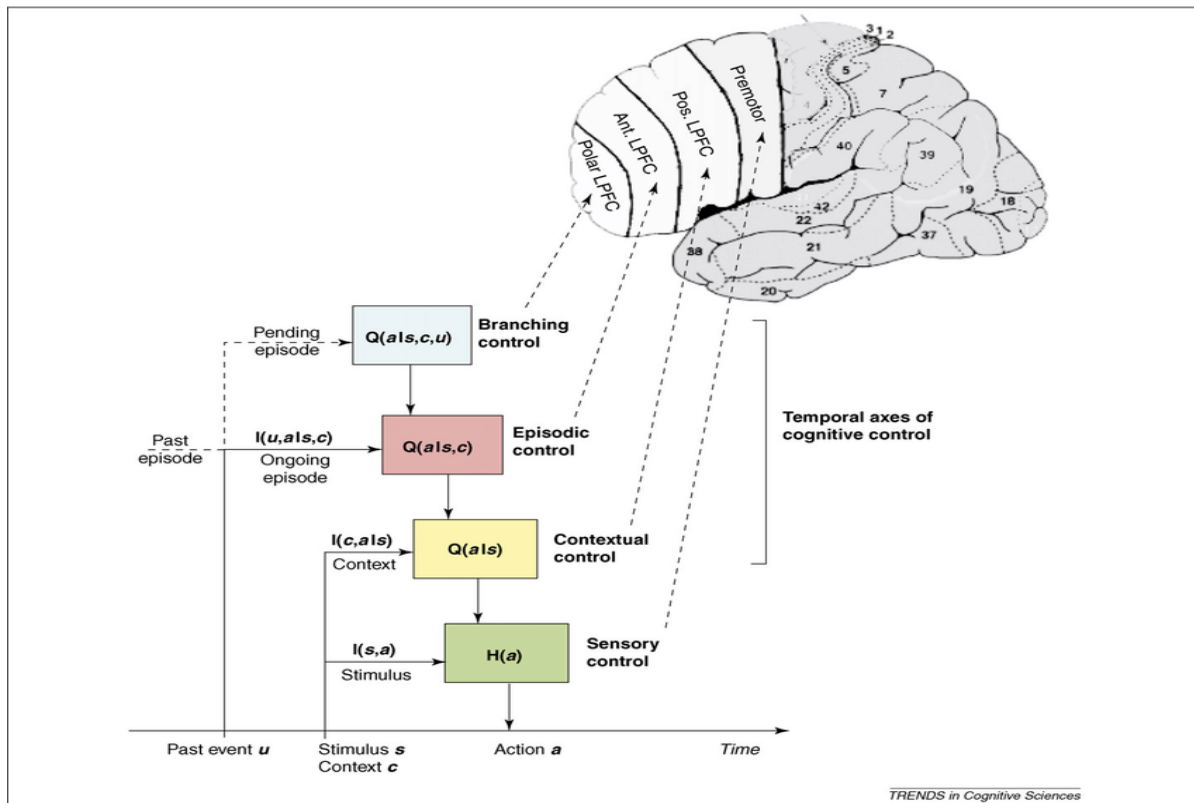 3 1 2
5
7
4
40
39
19
18
42
22
37
21
38
20
Premotor
Pos. LPFC
Ant. LPFC
Polar LPFC
Pending
episode
Q(a|s,c,u)
Branching
control
Past
episode
I(u,a|s,c)
Ongoing
episode
Q(a|s,c)
Episodic
control
Temporal axes of
cognitive control
I(c,a|s)
Context
Q(a|s)
Contextual
control
I(s,a)
Stimulus
H(a)
Sensory
control
Past event u
Stimulus s
Context c
Action a
Time
TRENDS in Cognitive Sciences